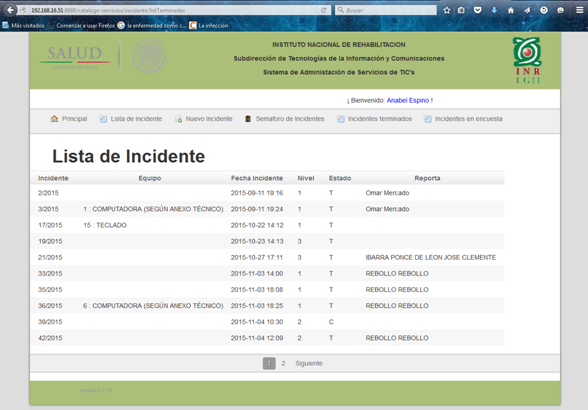 192.168.16.51:8888/catalogo-servicios/incidente/listTerminadas
Buscar
Más visitados
Comenzar a usar Firefox
la enfermedad como c...
La infección
SALUD
INSTITUTO NACIONAL DE REHABILITACION
Subdirección de Tecnologías de la Información y Comunicaciones
Sistema de Administación de Servicios de TIC's
INR
¡ Bienvenido: Anabel Espino !
Principal Lista de Incidente Nuevo Incidente Semaforo de Incidentes Incidentes terminados Incidentes en encuesta
Lista de Incidente
Incidente Equipo Fecha Incidente Nivel Estado Reporta
2/2015 2015-09-11 19:16 1 T Omar Mercado
3/2015 1 : COMPUTADORA (SEGÚN ANEXO TÉCNICO) 2015-09-11 19:24 1 T Omar Mercado
17/2015 15 : TECLADO 2015-10-22 14:12 1 T
19/2015 2015-10-23 14:13 3 T
21/2015 2015-10-27 17:11 3 T IBARRA PONCE DE LEON JOSE CLEMENTE
33/2015 2015-11-03 14:00 1 T REBOLLO REBOLLO
35/2015 2015-11-03 18:08 1 T REBOLLO REBOLLO
36/2015 6 : COMPUTADORA (SEGÚN ANEXO TÉCNICO) 2015-11-03 18:25 1 T REBOLLO REBOLLO
39/2015 2015-11-04 10:30 2 C
42/2015 2015-11-04 12:09 2 T REBOLLO REBOLLO
1 2 Siguiente